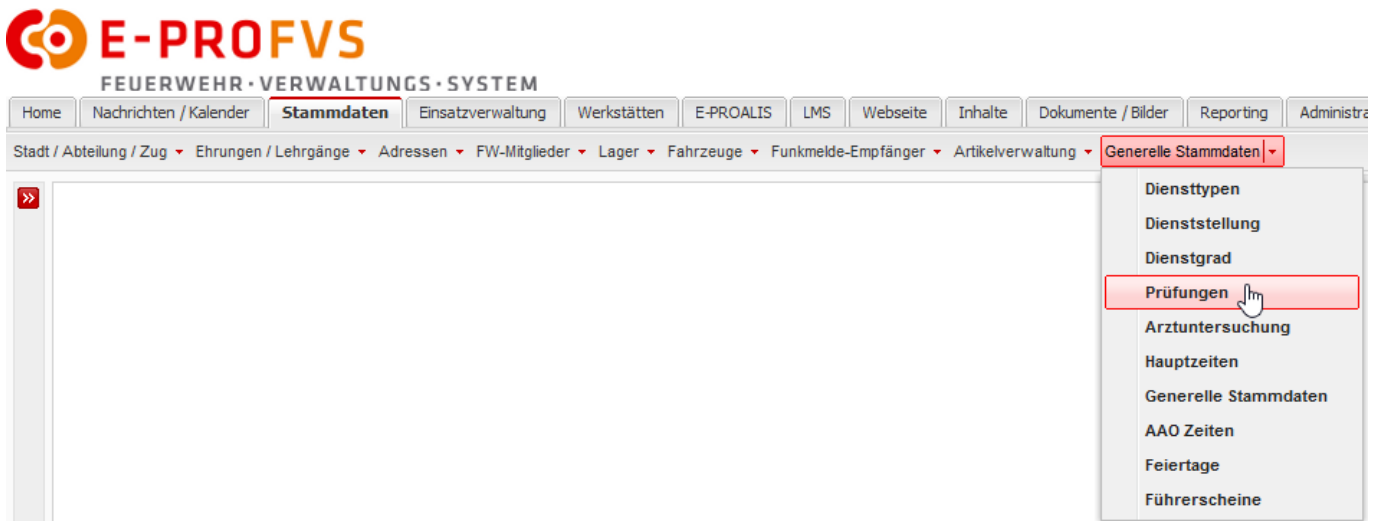 E-PROFVS
FEUERWEHR·VERWALTUNGS·SYSTEM
Home Nachrichten / Kalender Stammdaten Einsatzverwaltung Werkstätten E-PROALIS LMS Webseite Inhalte Dokumente / Bilder Reporting Administra
Stadt / Abteilung / Zug Ehrungen / Lehrgänge Adressen FW-Mitglieder Lager Fahrzeuge Funkmelde-Empfänger Artikelverwaltung Generelle Stammdaten
Diensttypen
Dienststellung
Dienstgrad
Prüfungen
Arztuntersuchung
Hauptzeiten
Generelle Stammdaten
AAO Zeiten
Feiertage
Führerscheine